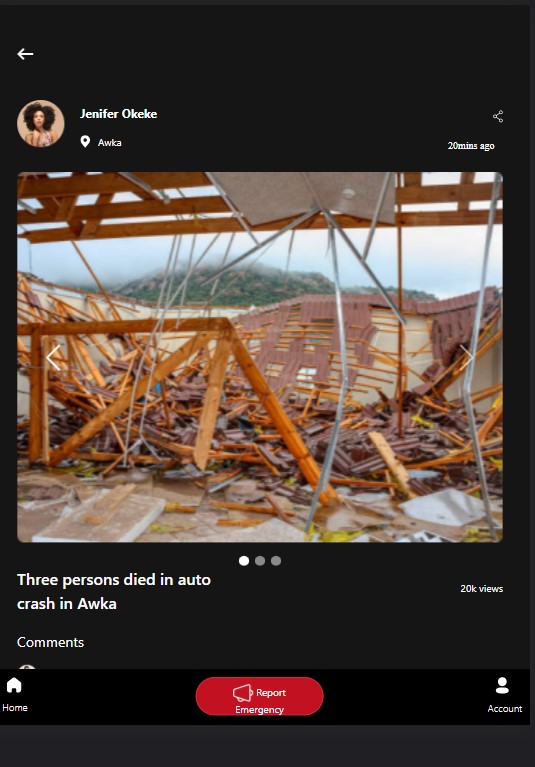 Jenifer Okeke
Awka
20mins ago
Three persons died in auto
crash in Awka
20k views
Comments
Home
Report
Emergency
Account